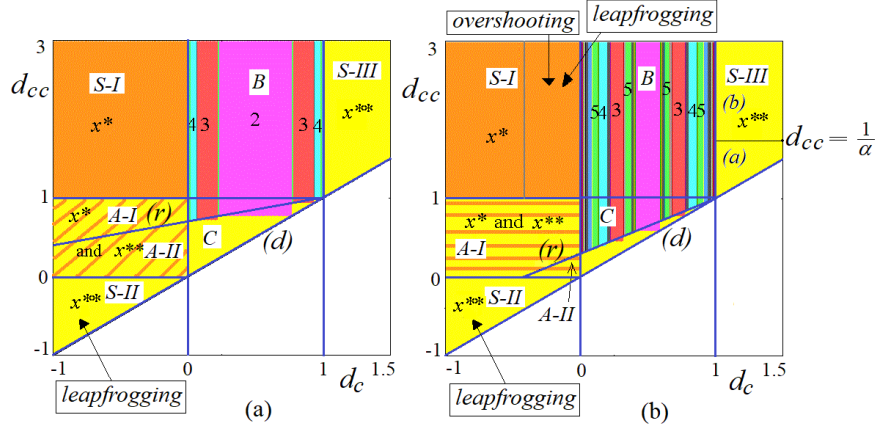 overshooting
leapfrogging
3
d_cc
S-I
x*
B
2
4
3
3
4
S-III
x**
1
x*
A-I
(r)
and
x**
A-II
C
(d)
0
x**
S-II
-1
-1
0
1
1.5
d_c
leapfrogging
(a)
3
d_cc
S-I
x*
B
5
5
5
4
3
3
4
5
S-III
(b)
x**
(a)
d_cc = 1/α
1
x* and x**
C
A-I
(r)
(d)
0
A-II
x**
S-II
-1
-1
0
1
1.5
d_c
leapfrogging
(b)